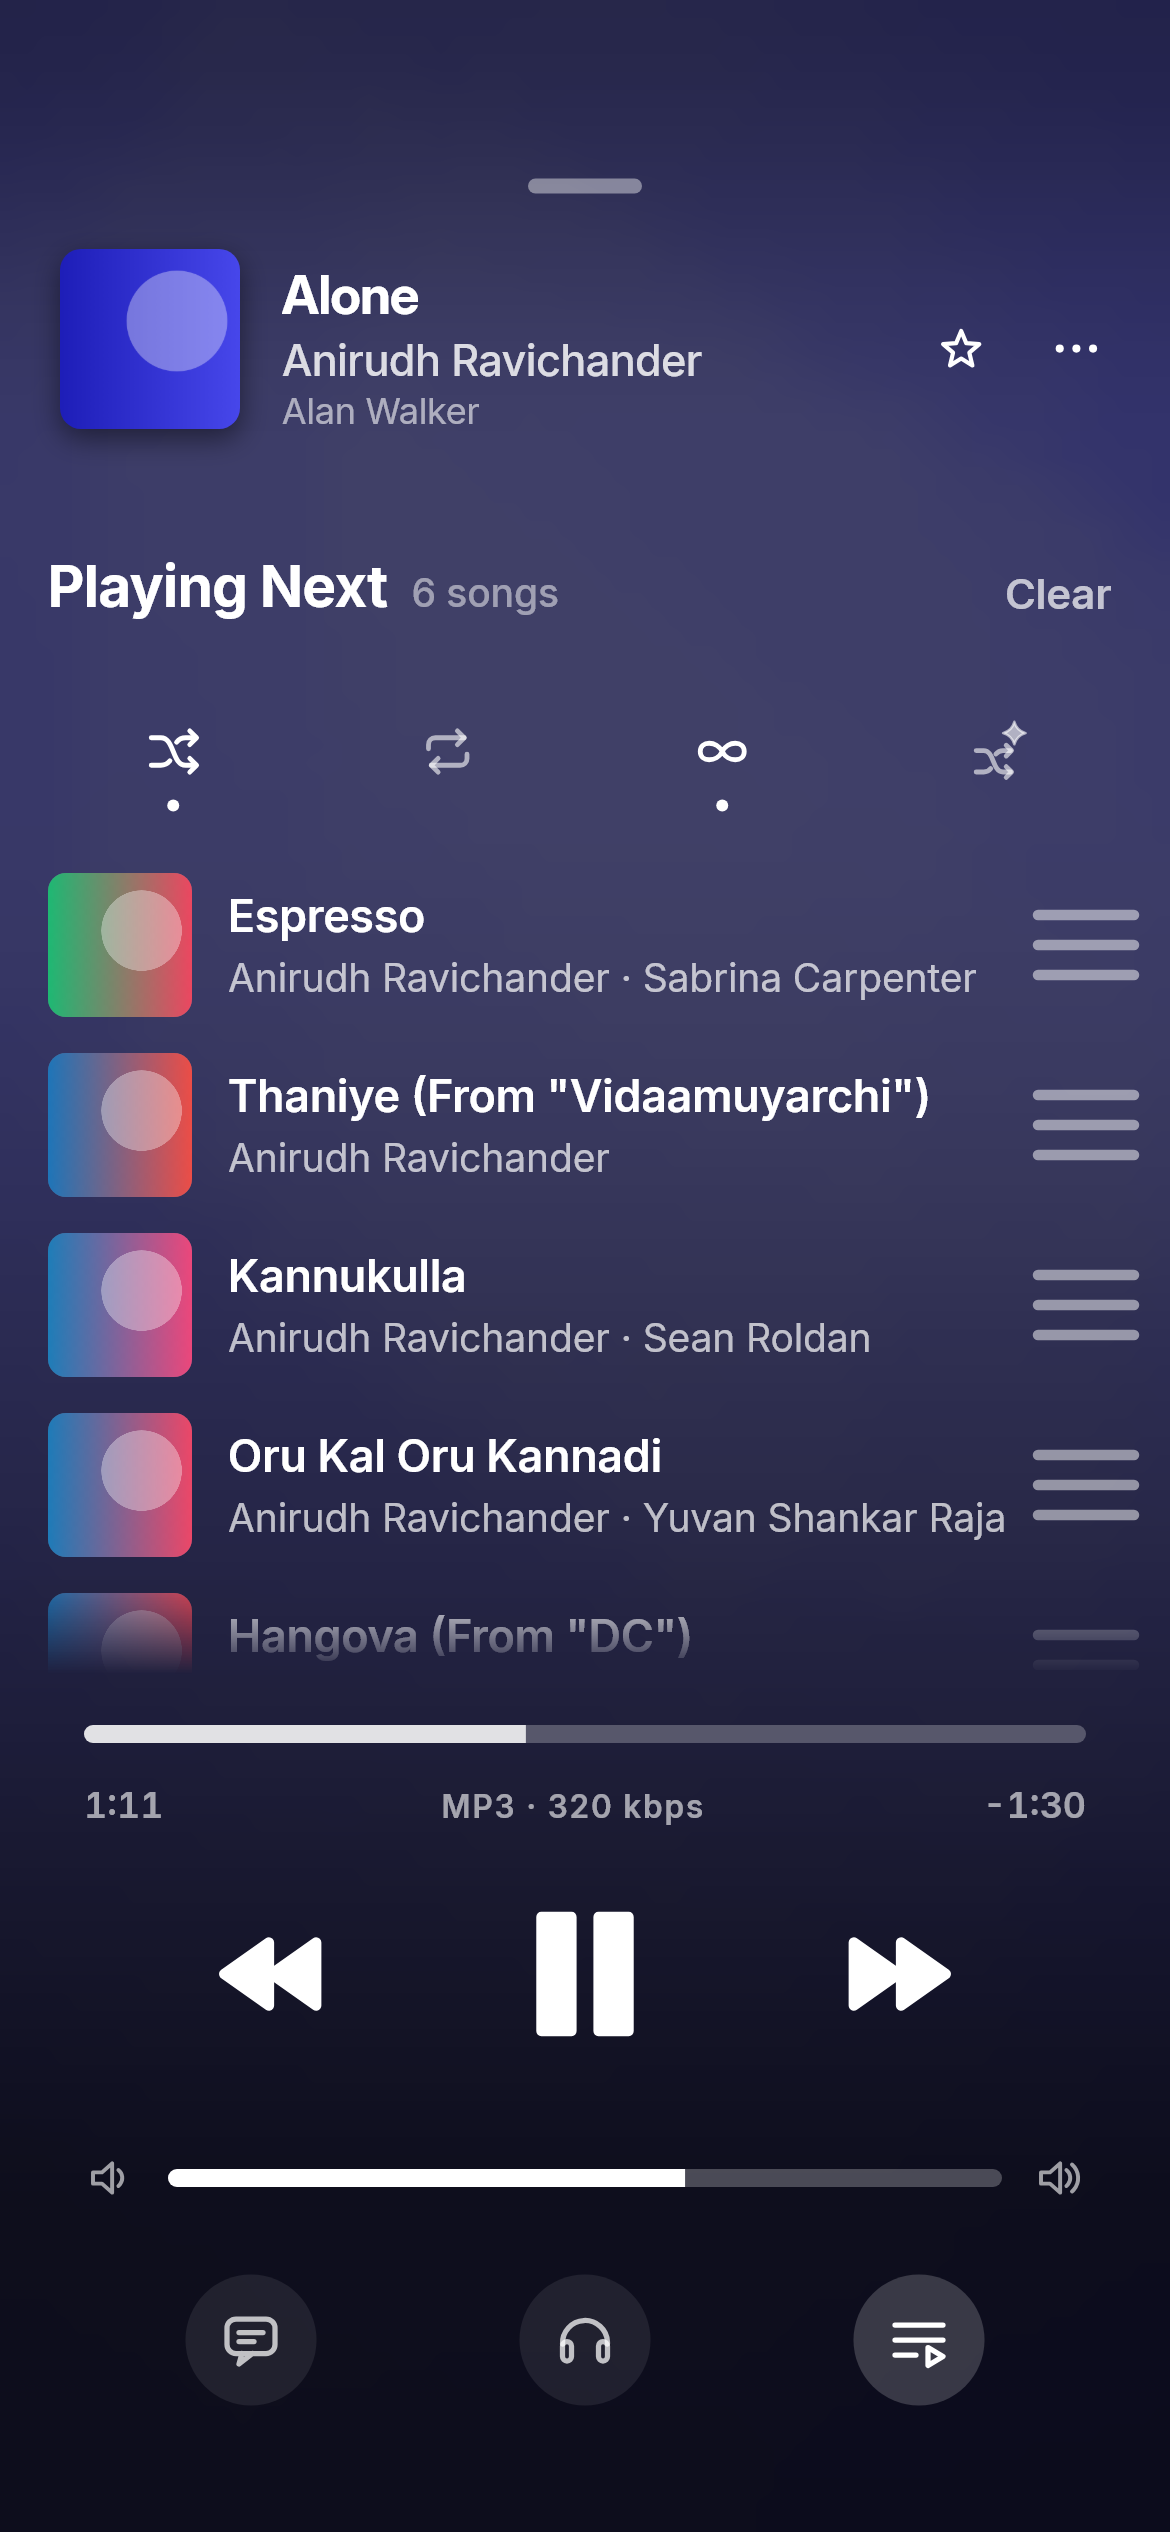 Alone
Anirudh Ravichander
Alan Walker
Playing Next 6 songs
Clear
Espresso
Anirudh Ravichander · Sabrina Carpenter
Thaniye (From "Vidaamuyarchi")
Anirudh Ravichander
Kannukulla
Anirudh Ravichander · Sean Roldan
Oru Kal Oru Kannadi
Anirudh Ravichander · Yuvan Shankar Raja
Hangova (From "DC")
1:11
MP3 · 320 kbps
-1:30